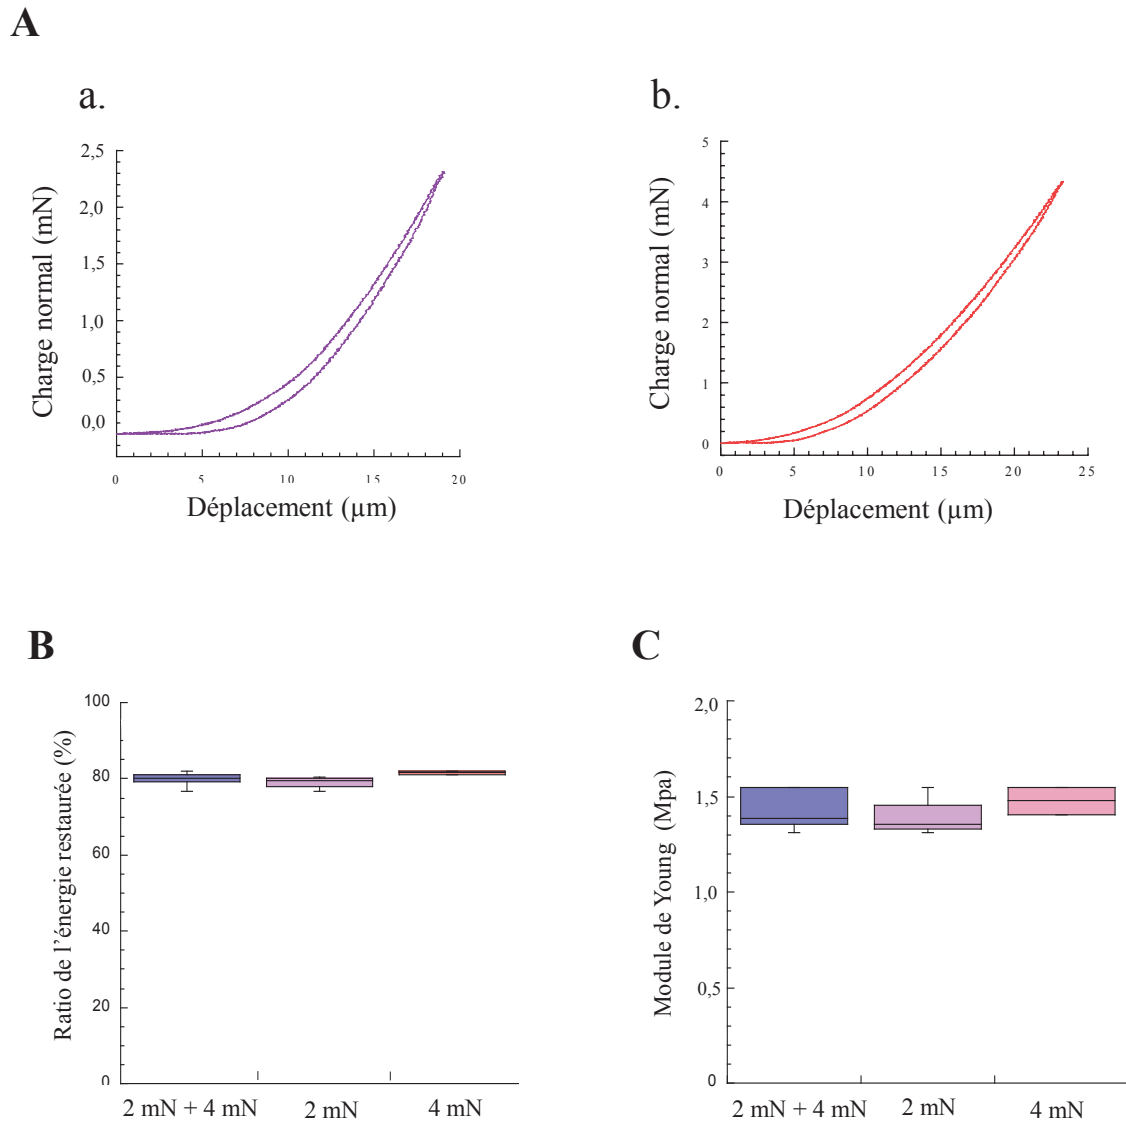 A
a.
b.
2,5
2,0
1,5
1,0
0,5
0,0
Charge normal (mN)
0
5
10
15
20
Déplacement (µm)
5
4
3
2
1
0
Charge normal (mN)
0
5
10
15
20
25
Déplacement (µm)
B
C
100
80
60
40
20
0
Ratio de l’énergie restaurée (%)
2 mN + 4 mN
2 mN
4 mN
2,0
1,5
1,0
0,5
0
Module de Young (Mpa)
2 mN + 4 mN
2 mN
4 mN